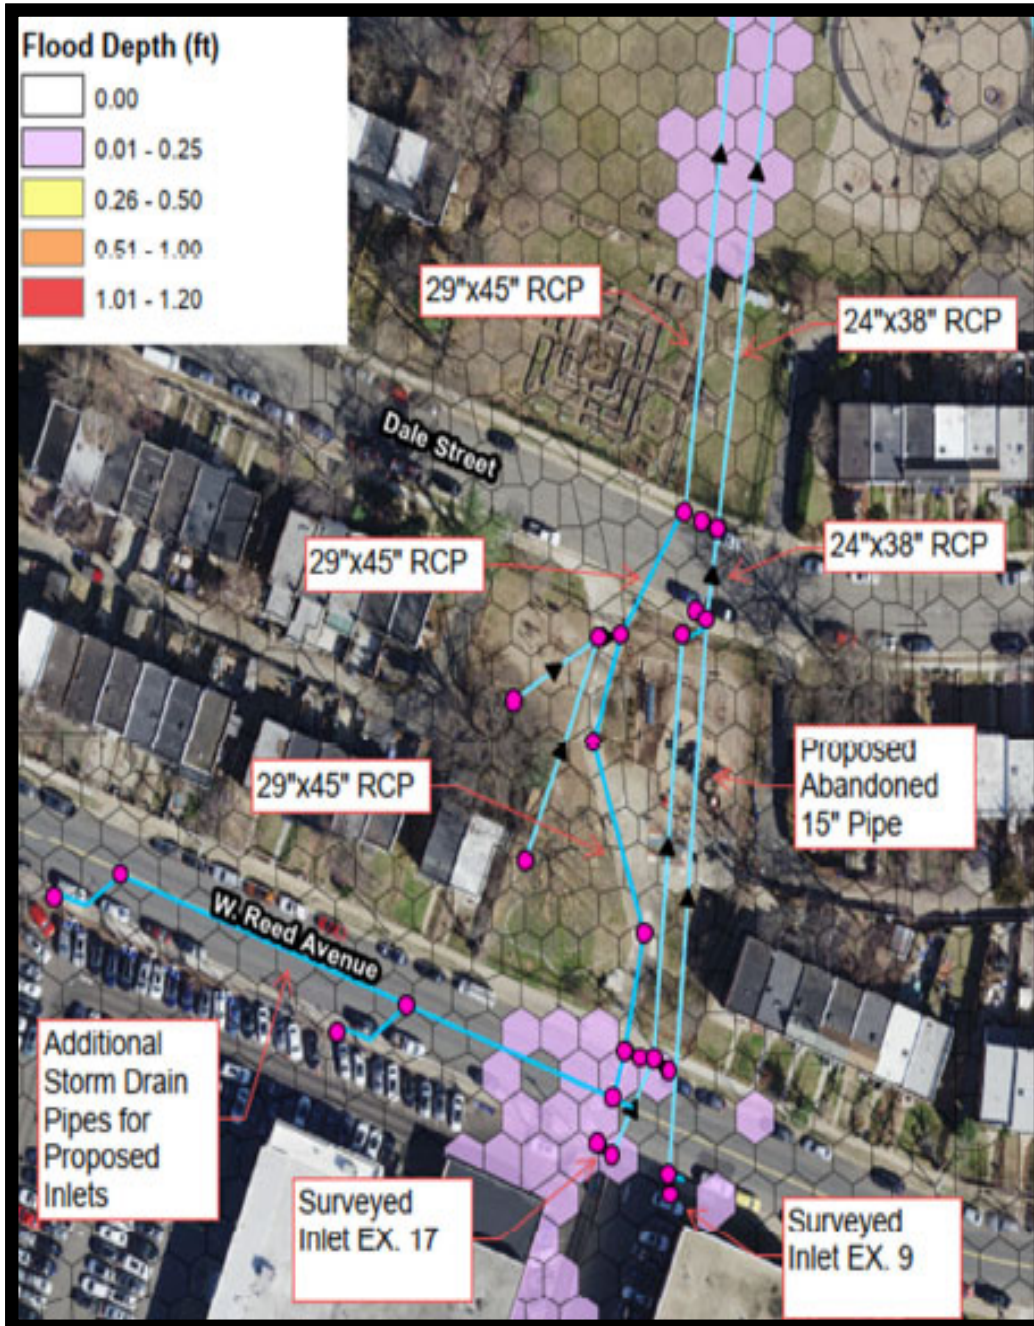 Flood Depth (ft)
0.00
0.01 - 0.25
0.26 - 0.50
0.51 - 1.00
1.01 - 1.20
29"x45" RCP
24"x38" RCP
Dale Street
29"x45" RCP
24"x38" RCP
29"x45" RCP
Proposed
Abandoned
15" Pipe
W. Reed Avenue
Additional
Storm Drain
Pipes for
Proposed
Inlets
Surveyed
Inlet EX. 17
Surveyed
Inlet EX. 9